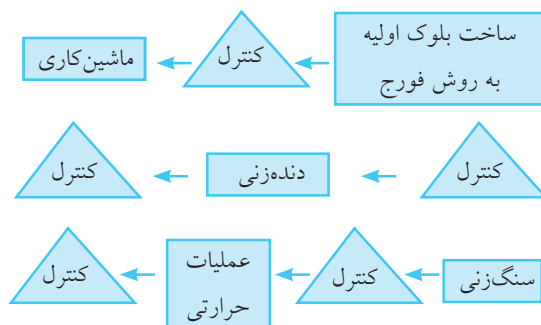 ساخت بلوک اولیه
به روش فورج
کنترل
ماشین‌کاری
کنترل
دنده‌زنی
کنترل
سنگ‌زنی
کنترل
عملیات
حرارتی
کنترل